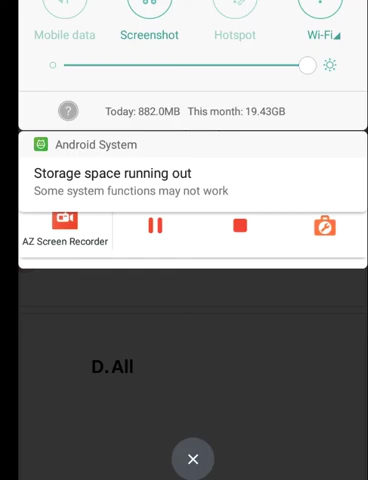 Mobile data Screenshot Hotspot Wi-Fi
Today: 882.0MB This month: 19.43GB
Android System
Storage space running out
Some system functions may not work
AZ Screen Recorder
D.All